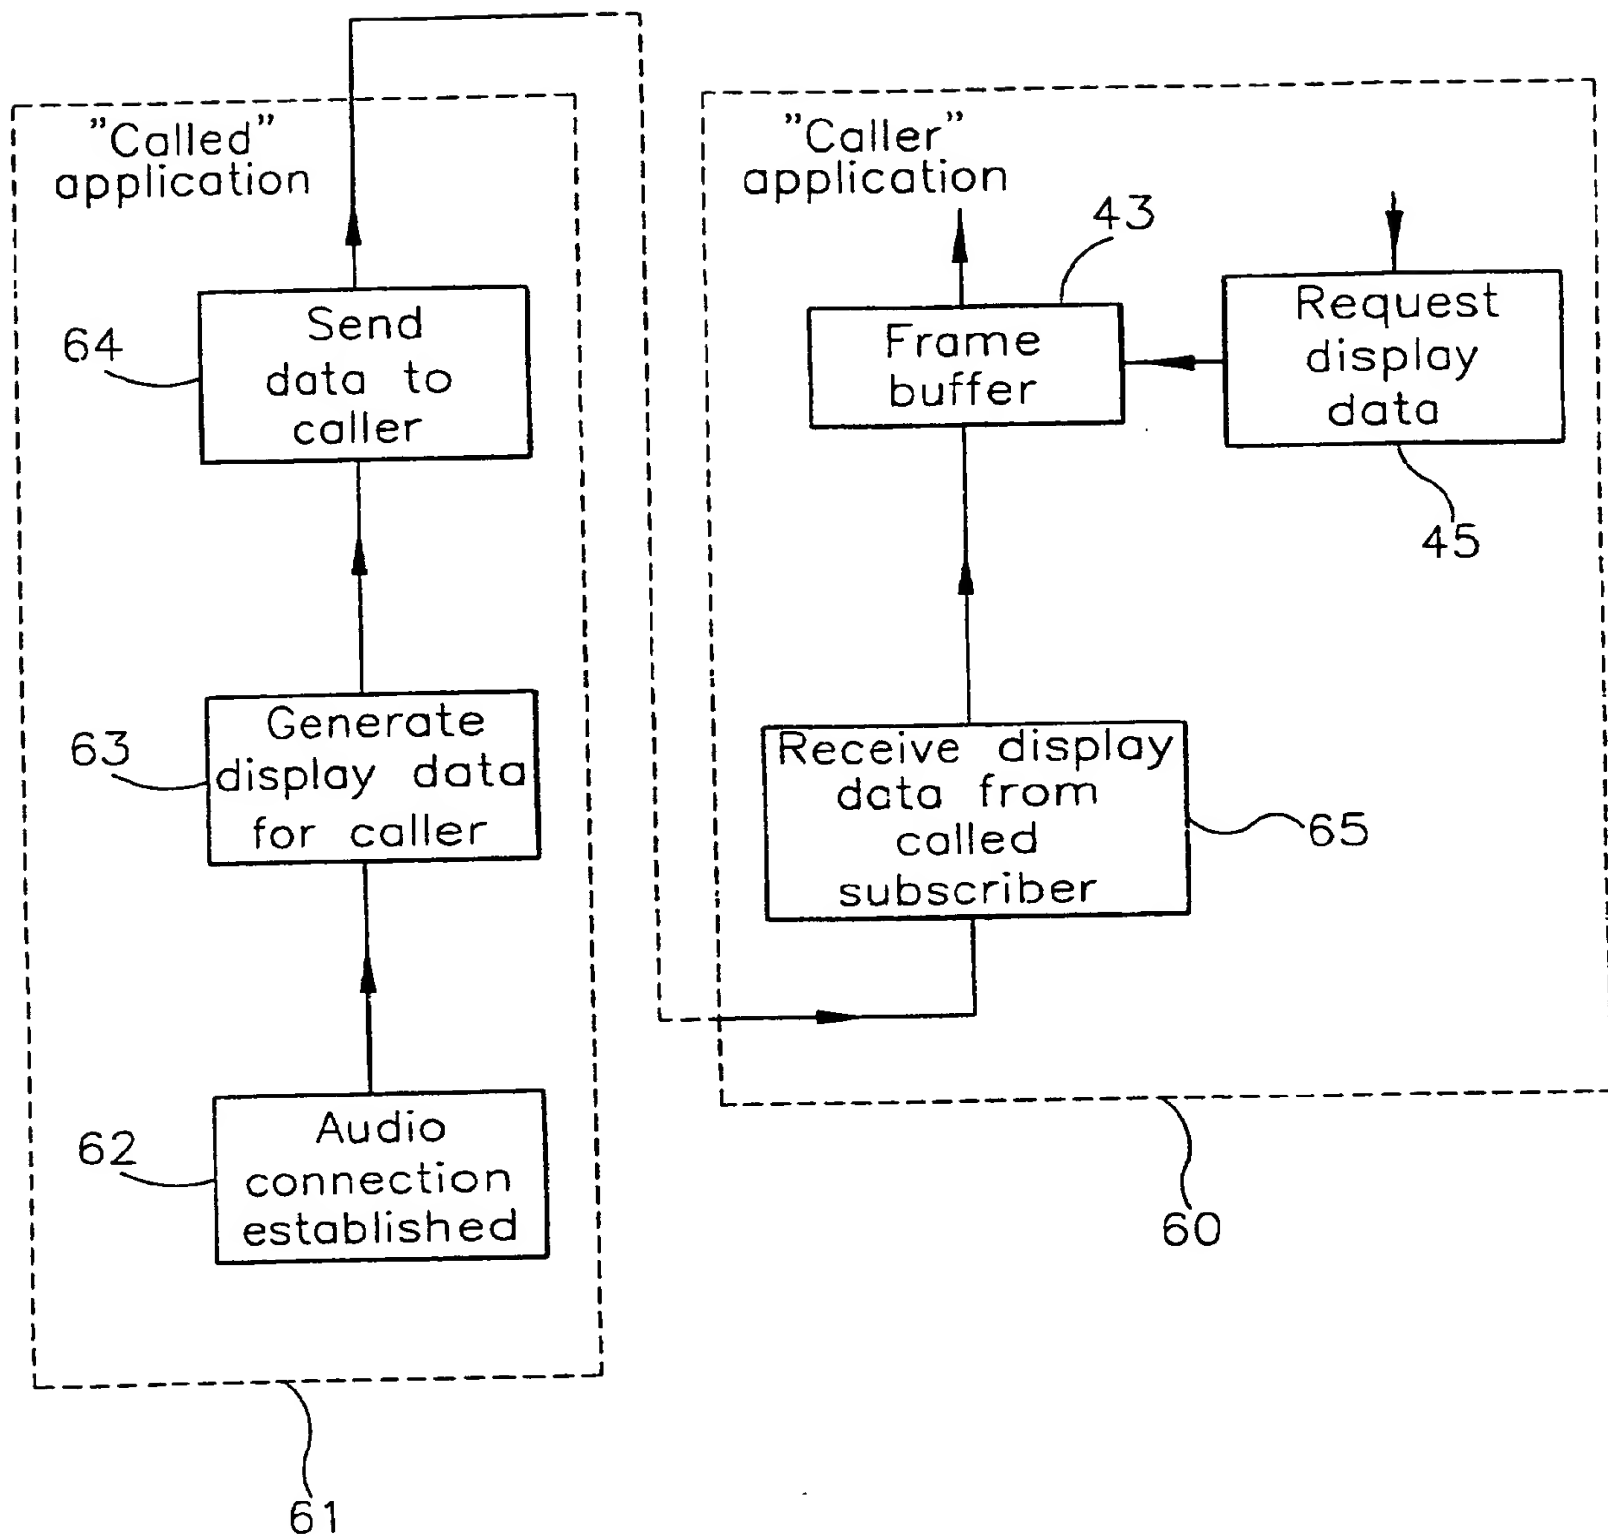 "Called"
application
64
Send
data to
caller
63
Generate
display data
for caller
62
Audio
connection
established
61
"Caller"
application
43
Frame
buffer
Request
display
data
45
Receive display
data from
called
subscriber
65
60